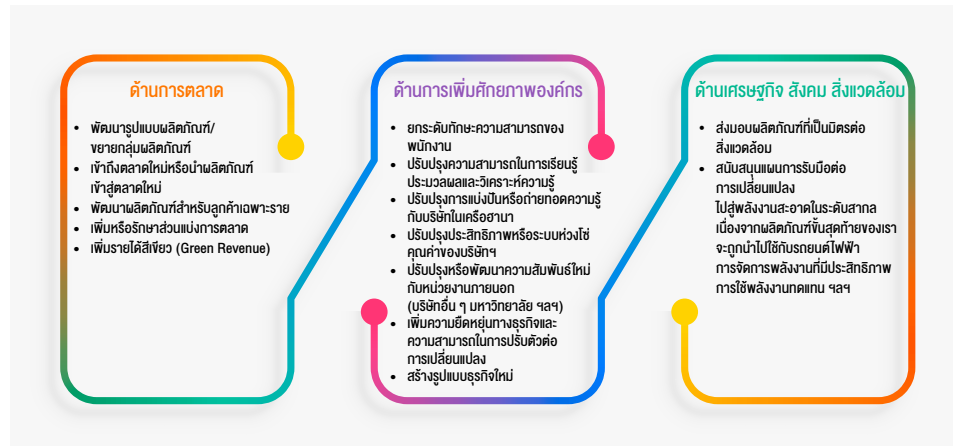 ด้านการตลาด
• พัฒนารูปแบบผลิตภัณฑ์/
ขยายกลุ่มผลิตภัณฑ์
• เข้าถึงตลาดใหม่หรือนำผลิตภัณฑ์
เข้าสู่ตลาดใหม่
• พัฒนาผลิตภัณฑ์สำหรับลูกค้าเฉพาะราย
• เพิ่มหรือรักษาส่วนแบ่งการตลาด
• เพิ่มรายได้สีเขียว (Green Revenue)
ด้านการเพิ่มศักยภาพองค์กร
• ยกระดับทักษะความสามารถของ
พนักงาน
• ปรับปรุงความสามารถในการเรียนรู้
ประมวลผลและวิเคราะห์ความรู้
• ปรับปรุงการแบ่งปันหรือถ่ายทอดความรู้
กับบริษัทในเครือฮานา
• ปรับปรุงประสิทธิภาพหรือระบบห่วงโซ่
คุณค่าของบริษัทฯ
• ปรับปรุงหรือพัฒนาความสัมพันธ์ใหม่
กับหน่วยงานภายนอก
(บริษัทอื่น ๆ มหาวิทยาลัย ฯลฯ)
• เพิ่มความยืดหยุ่นทางธุรกิจและ
ความสามารถในการปรับตัวต่อ
การเปลี่ยนแปลง
• สร้างรูปแบบธุรกิจใหม่
ด้านเศรษฐกิจ สังคม สิ่งแวดล้อม
• ส่งมอบผลิตภัณฑ์ที่เป็นมิตรต่อ
สิ่งแวดล้อม
• สนับสนุนแผนการรับมือต่อ
การเปลี่ยนแปลง
ไปสู่พลังงานสะอาดในระดับสากล
เนื่องจากผลิตภัณฑ์ขั้นสุดท้ายของเรา
จะถูกนำไปใช้กับรถยนต์ไฟฟ้า
การจัดการพลังงานที่มีประสิทธิภาพ
การใช้พลังงานทดแทน ฯลฯ